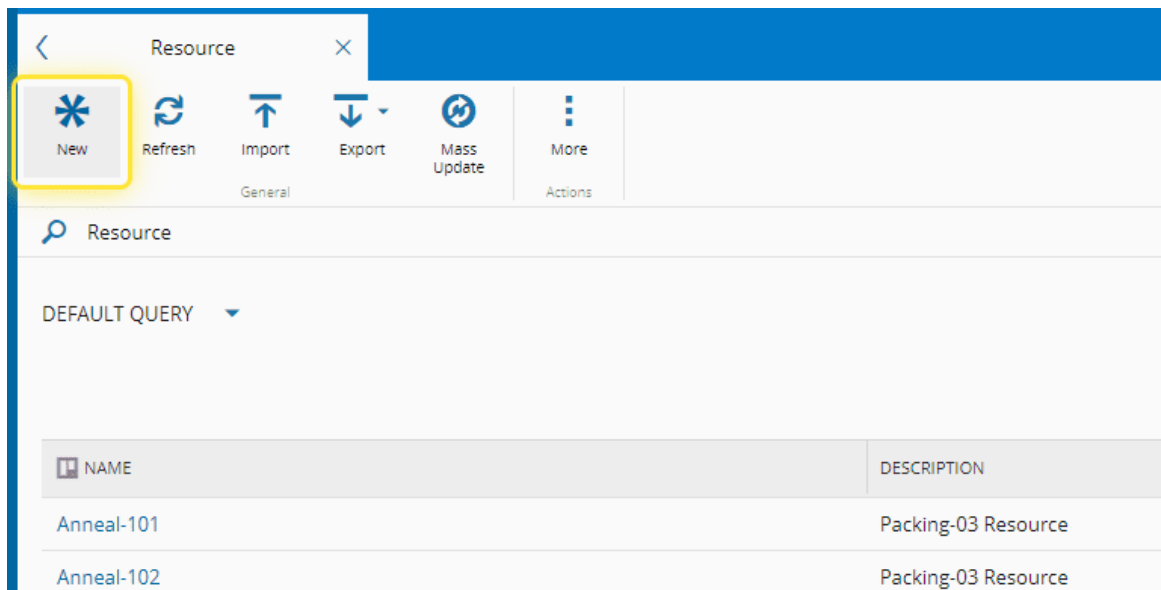 Resource
New
Refresh
Import
Export
Mass
Update
More
General
Actions
Resource
DEFAULT QUERY
NAME
DESCRIPTION
Anneal-101
Packing-03 Resource
Anneal-102
Packing-03 Resource